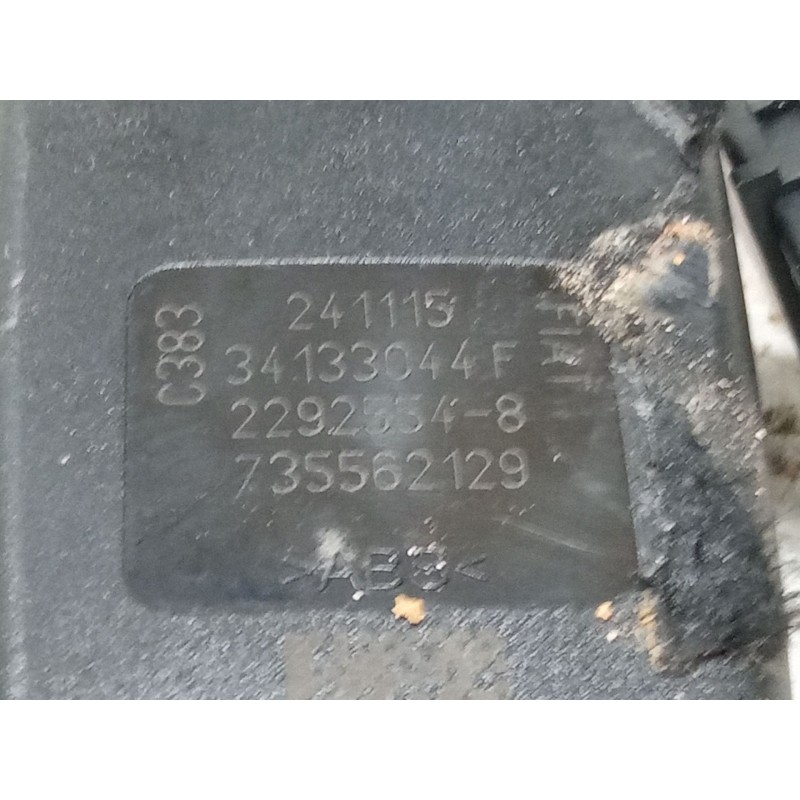 C383
241115
34133044F
2292554-8
735562129
>ABS<
FIAT